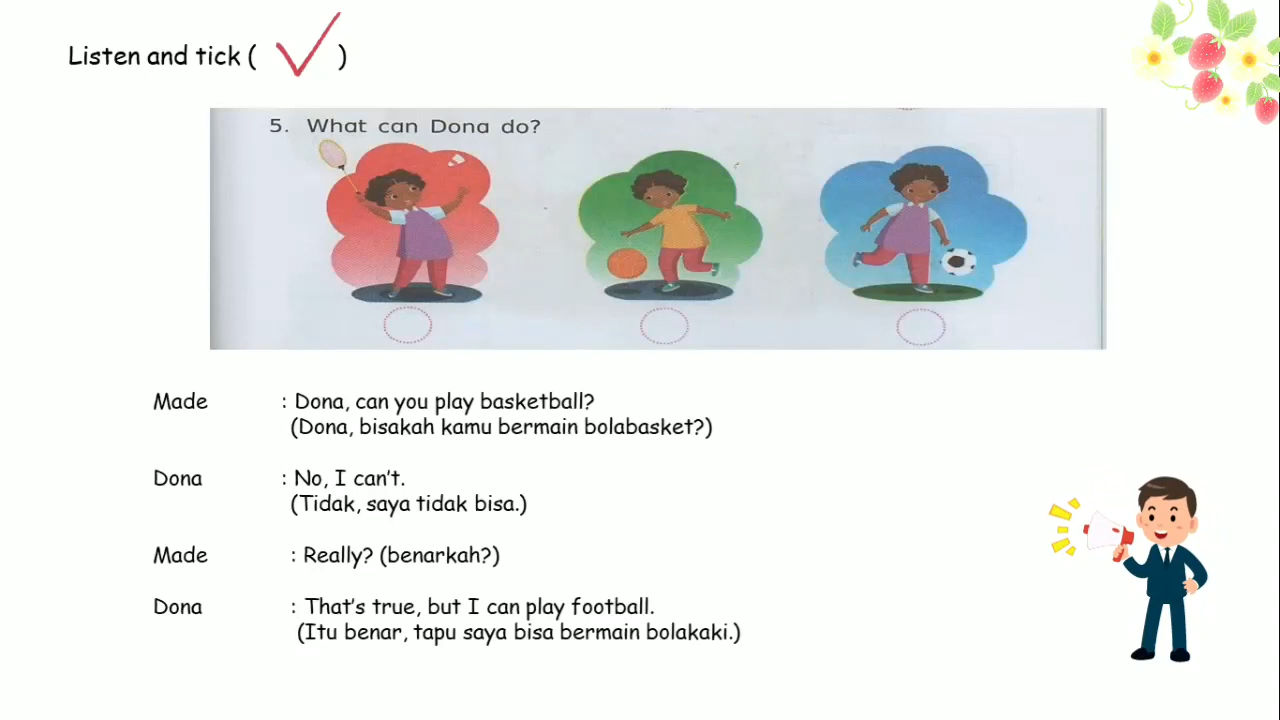 Listen and tick ( )
5. What can Dona do?
Made : Dona, can you play basketball?
(Dona, bisakah kamu bermain bolabasket?)
Dona : No, I can't.
(Tidak, saya tidak bisa.)
Made : Really? (benarkah?)
Dona : That's true, but I can play football.
(Itu benar, tapu saya bisa bermain bolakaki.)